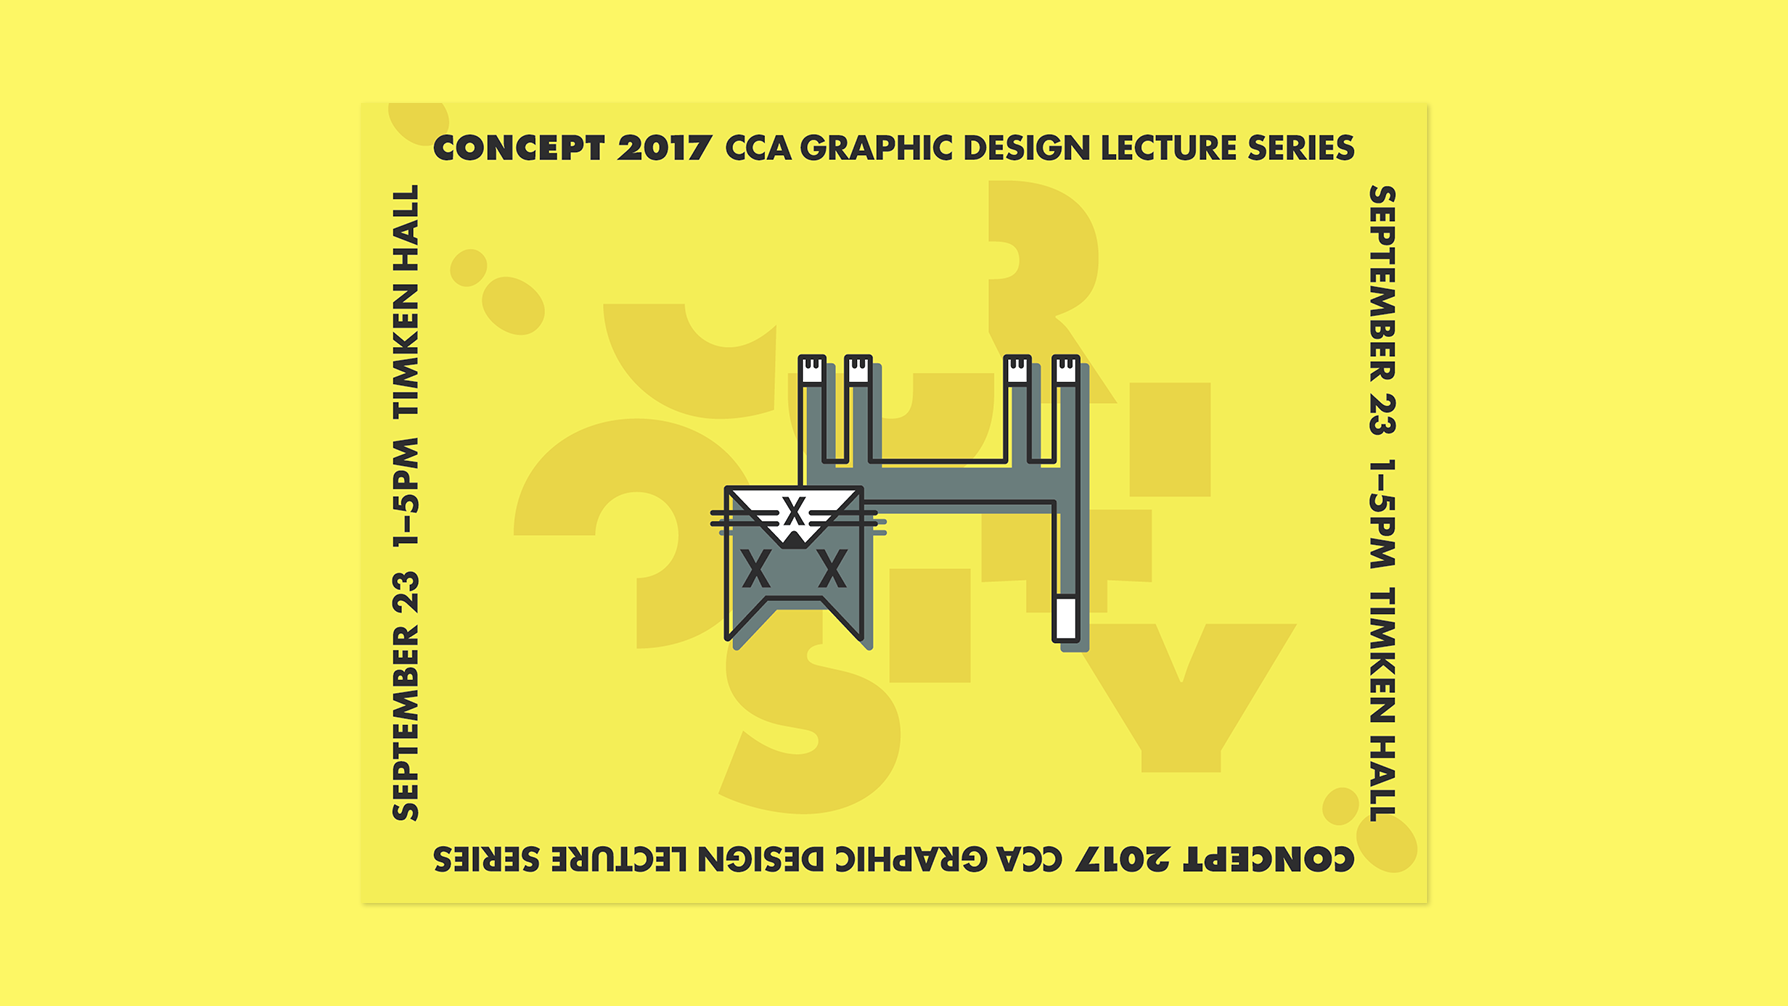 CONCEPT 2017 CCA GRAPHIC DESIGN LECTURE SERIES
SEPTEMBER 23 1–5PM TIMKEN HALL
SEPTEMBER 23 1–5PM TIMKEN HALL
CURIOSITY
X
X X
CONCEPT 2017 CCA GRAPHIC DESIGN LECTURE SERIES